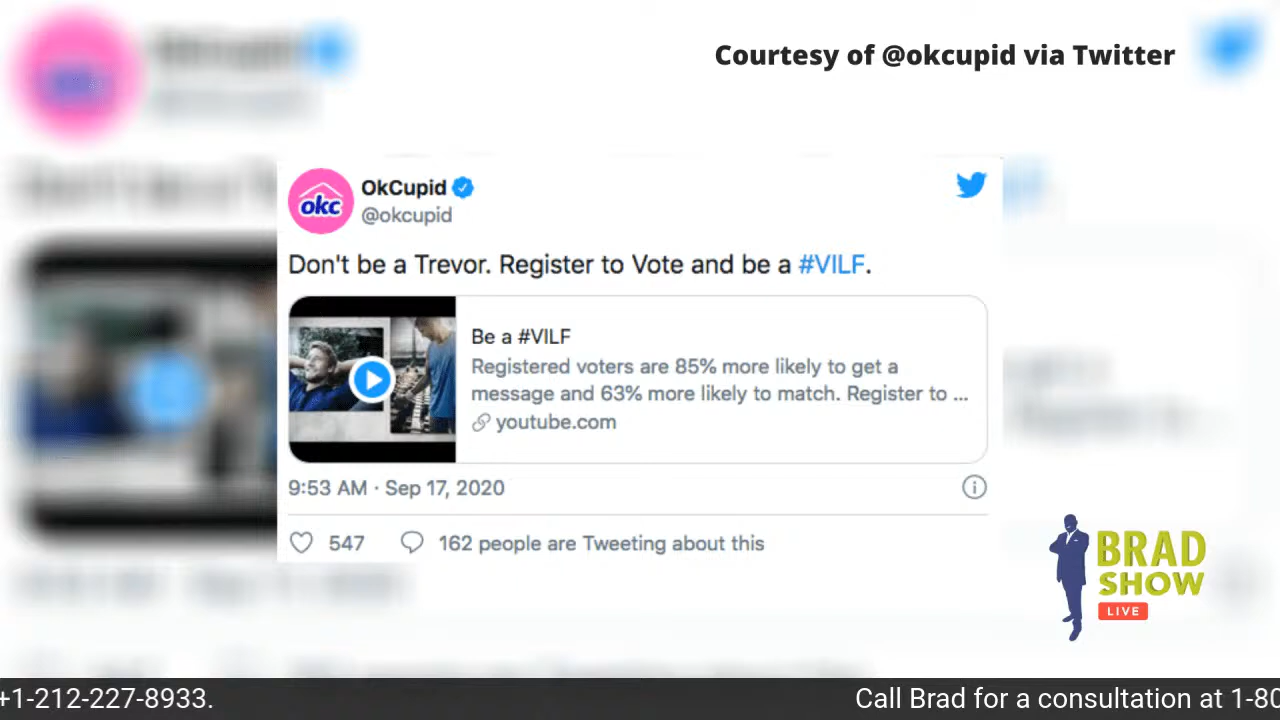 Courtesy of @okcupid via Twitter
okc
OkCupid
@okcupid
Don't be a Trevor. Register to Vote and be a #VILF.
Be a #VILF
Registered voters are 85% more likely to get a
message and 63% more likely to match. Register to ...
youtube.com
9:53 AM · Sep 17, 2020
547
162 people are Tweeting about this
BRAD
SHOW
LIVE
+1-212-227-8933.
Call Brad for a consultation at 1-80